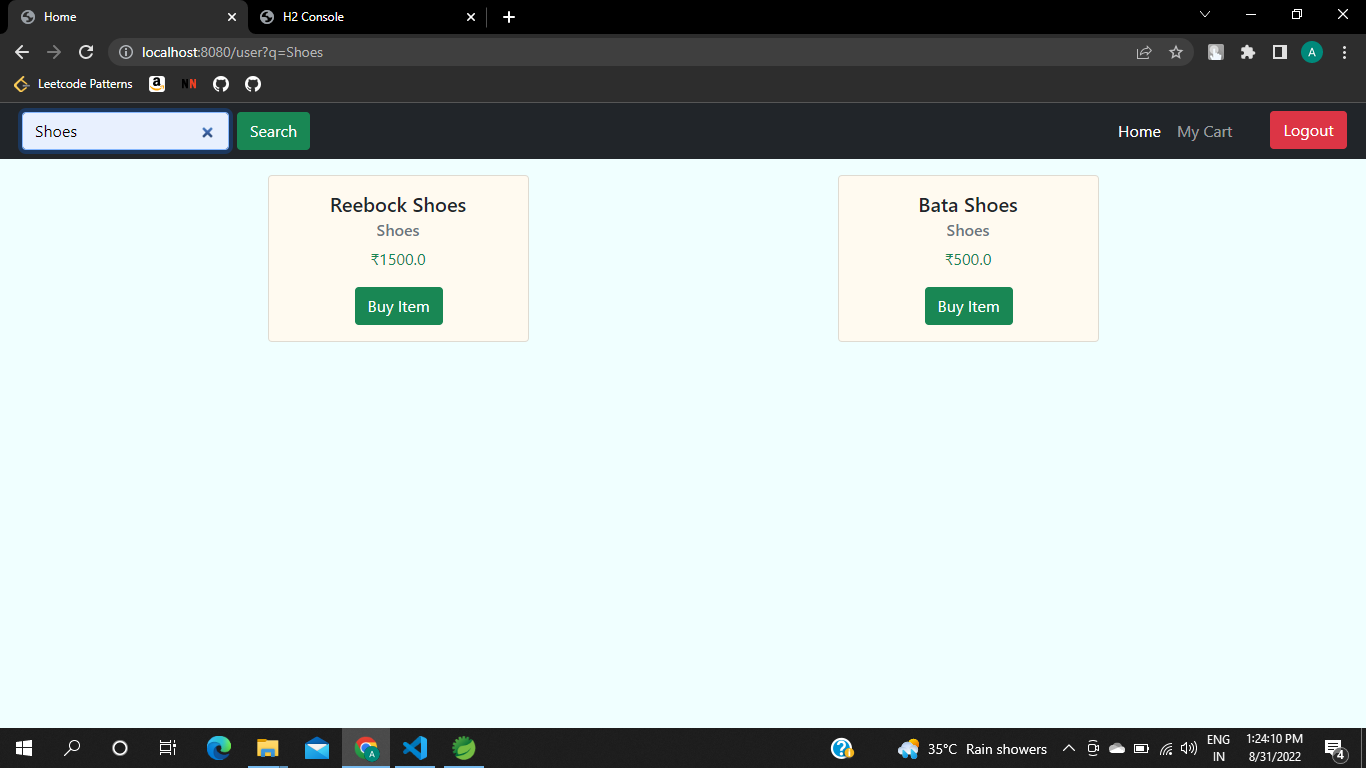 Home
H2 Console
localhost:8080/user?q=Shoes
A
Leetcode Patterns
a
NN
Shoes
Search
Home
My Cart
Logout
Reebock Shoes
Shoes
₹1500.0
Buy Item
Bata Shoes
Shoes
₹500.0
Buy Item
A
35°C Rain showers
ENG
IN
1:24:10 PM
8/31/2022
4